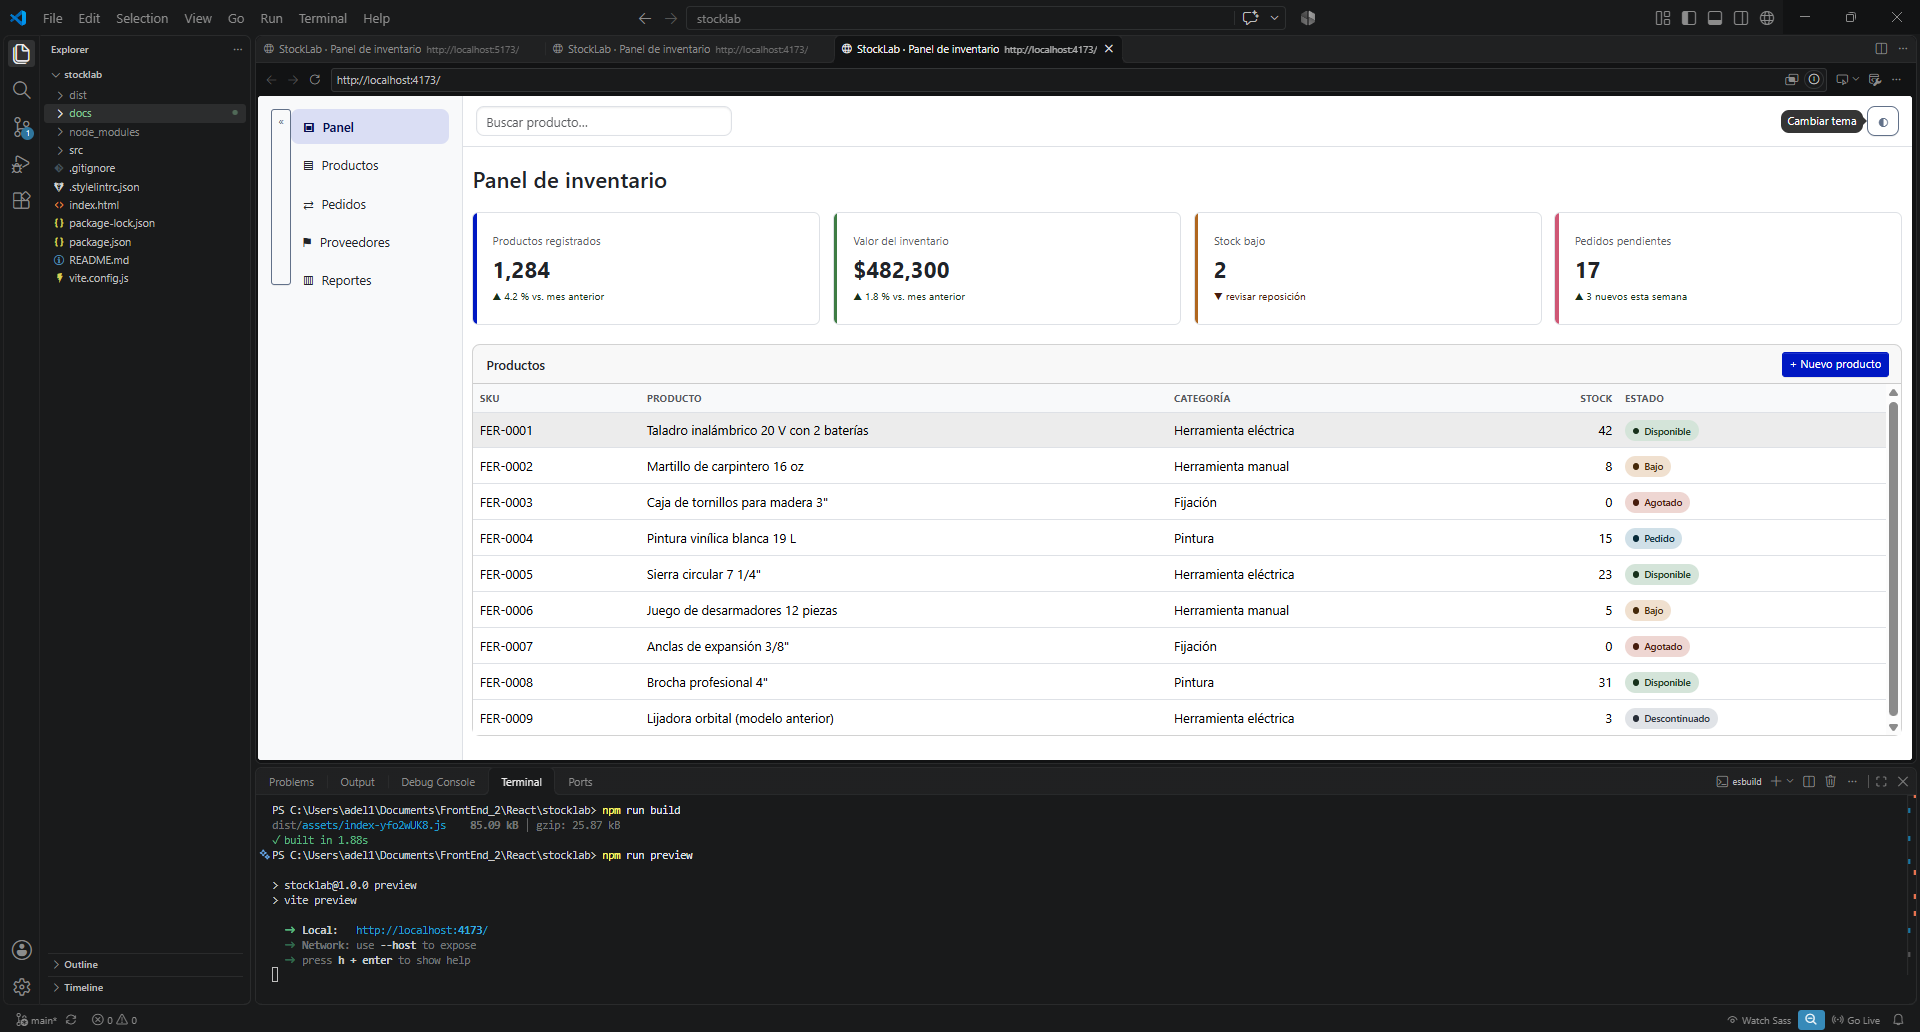 File Edit Selection View Go Run Terminal Help
stocklab
Explorer
StockLab · Panel de inventario http://localhost:5173/
StockLab · Panel de inventario http://localhost:4173/
StockLab · Panel de inventario http://localhost:4173/
stocklab
http://localhost:4173/
dist
docs
node_modules
src
.gitignore
.stylelintrc.json
index.html
package-lock.json
package.json
README.md
vite.config.js
1
«
Panel
Productos
Pedidos
Proveedores
Reportes
Buscar producto...
Cambiar tema
Panel de inventario
Productos registrados
1,284
▲ 4.2 % vs. mes anterior
Valor del inventario
$482,300
▲ 1.8 % vs. mes anterior
Stock bajo
2
▼ revisar reposición
Pedidos pendientes
17
▲ 3 nuevos esta semana
Productos
+ Nuevo producto
SKU PRODUCTO CATEGORÍA STOCK ESTADO
FER-0001 Taladro inalámbrico 20 V con 2 baterías Herramienta eléctrica 42 Disponible
FER-0002 Martillo de carpintero 16 oz Herramienta manual 8 Bajo
FER-0003 Caja de tornillos para madera 3" Fijación 0 Agotado
FER-0004 Pintura vinílica blanca 19 L Pintura 15 Pedido
FER-0005 Sierra circular 7 1/4" Herramienta eléctrica 23 Disponible
FER-0006 Juego de desarmadores 12 piezas Herramienta manual 5 Bajo
FER-0007 Anclas de expansión 3/8" Fijación 0 Agotado
FER-0008 Brocha profesional 4" Pintura 31 Disponible
FER-0009 Lijadora orbital (modelo anterior) Herramienta eléctrica 3 Descontinuado
Problems Output Debug Console Terminal Ports
esbuild
PS C:\Users\adel1\Documents\FrontEnd_2\React\stocklab> npm run build
dist/assets/index-yfo2wUK8.js 85.09 kB │ gzip: 25.87 kB
✓ built in 1.88s
PS C:\Users\adel1\Documents\FrontEnd_2\React\stocklab> npm run preview
> stocklab@1.0.0 preview
> vite preview
➜ Local: http://localhost:4173/
➜ Network: use --host to expose
➜ press h + enter to show help
Outline
Timeline
main* 0 0
Watch Sass
Go Live